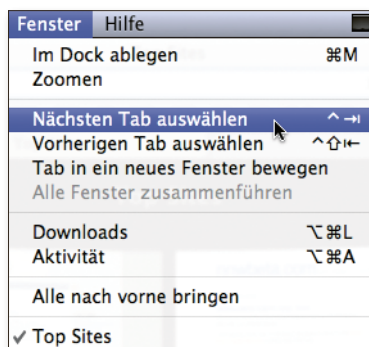 Fenster Hilfe
Im Dock ablegen ⌘M
Zoomen
Nächsten Tab auswählen ^⇥
Vorherigen Tab auswählen ^⇧⇤
Tab in ein neues Fenster bewegen
Alle Fenster zusammenführen
Downloads ⌥⌘L
Aktivität ⌥⌘A
Alle nach vorne bringen
✓ Top Sites